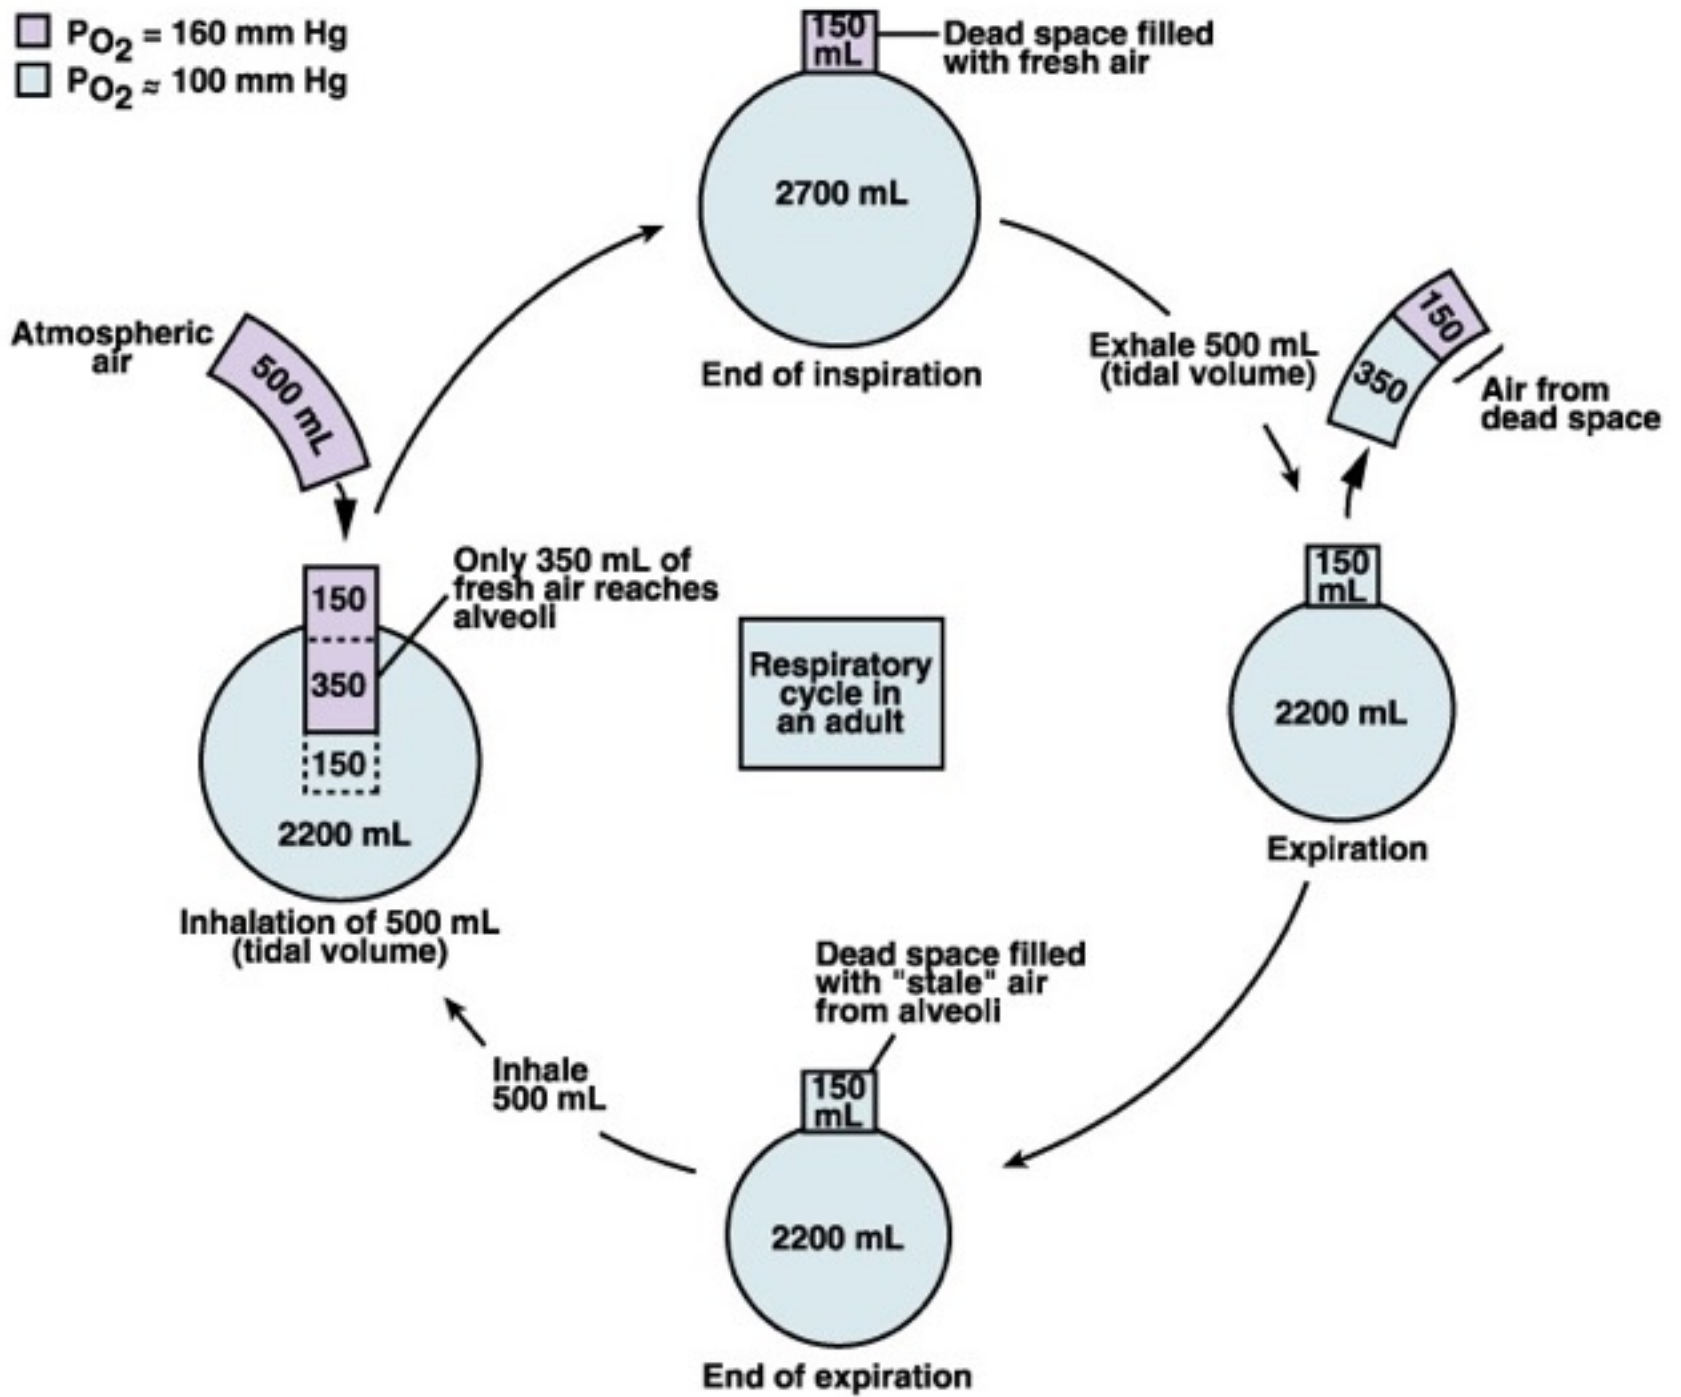 PO2 = 160 mm Hg
PO2 ≈ 100 mm Hg
150
mL
Dead space filled
with fresh air
2700 mL
End of inspiration
Atmospheric
air
500 mL
Exhale 500 mL
(tidal volume)
150
350
Air from
dead space
150
350
150
2200 mL
Only 350 mL of
fresh air reaches
alveoli
Inhalation of 500 mL
(tidal volume)
Respiratory
cycle in
an adult
150
mL
2200 mL
Expiration
Inhale
500 mL
Dead space filled
with "stale" air
from alveoli
150
mL
2200 mL
End of expiration